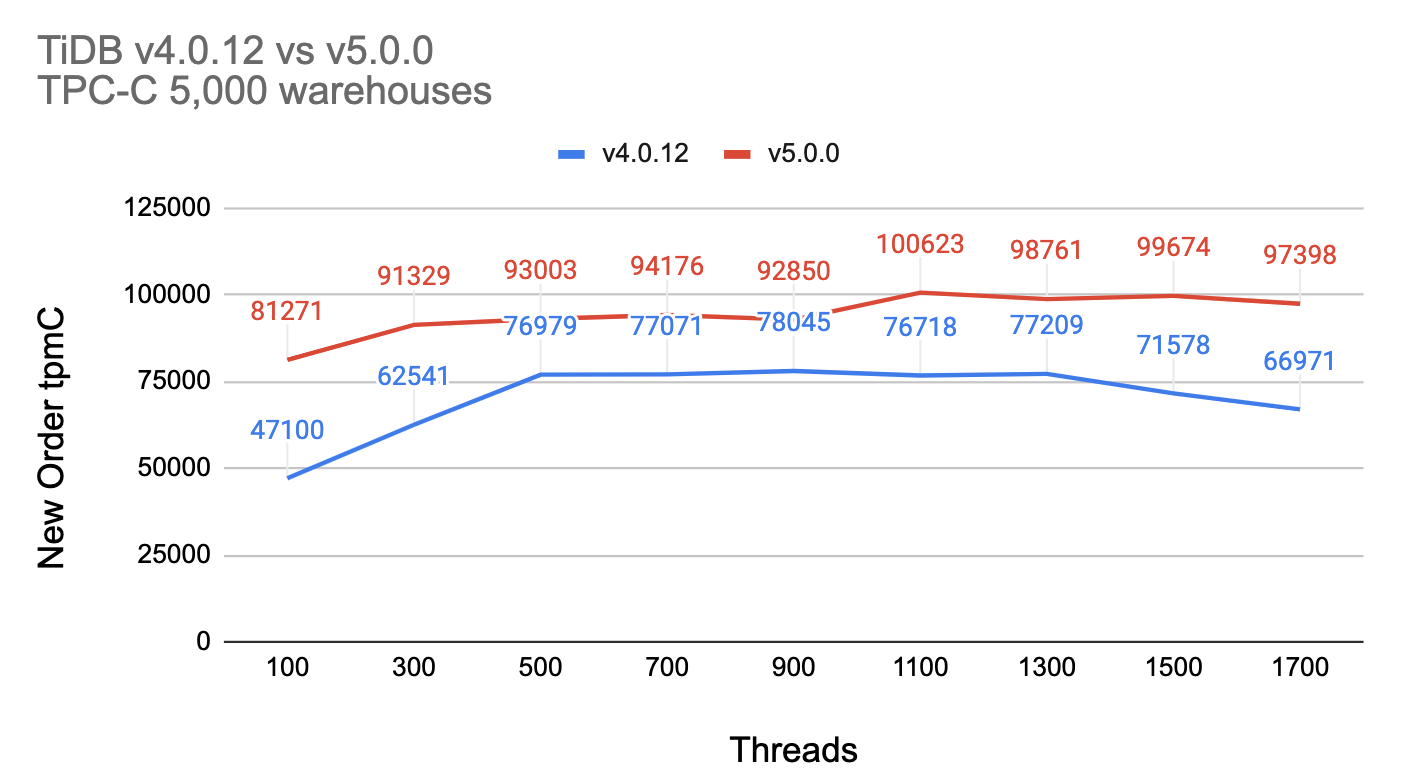 TiDB v4.0.12 vs v5.0.0
TPC-C 5,000 warehouses
v4.0.12 v5.0.0
125000
100000
75000
50000
25000
0
New Order tpmC
81271 91329 93003 94176 92850 100623 98761 99674 97398
47100 62541 76979 77071 78045 76718 77209 71578 66971
100 300 500 700 900 1100 1300 1500 1700
Threads